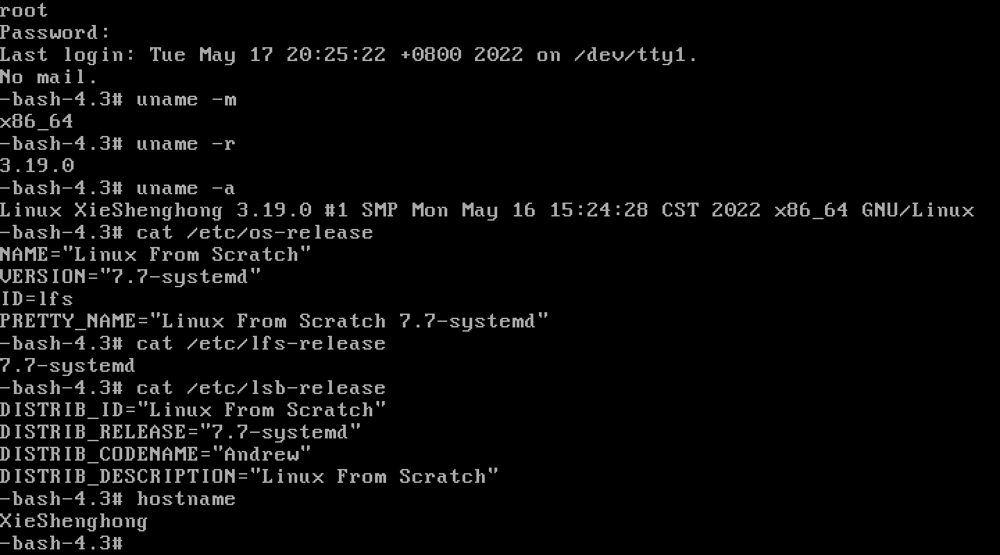 root
Password:
Last login: Tue May 17 20:25:22 +0800 2022 on /dev/tty1.
No mail.
-bash-4.3# uname -m
x86_64
-bash-4.3# uname -r
3.19.0
-bash-4.3# uname -a
Linux XieShenghong 3.19.0 #1 SMP Mon May 16 15:24:28 CST 2022 x86_64 GNU/Linux
-bash-4.3# cat /etc/os-release
NAME="Linux From Scratch"
VERSION="7.7-systemd"
ID=lfs
PRETTY_NAME="Linux From Scratch 7.7-systemd"
-bash-4.3# cat /etc/lfs-release
7.7-systemd
-bash-4.3# cat /etc/lsb-release
DISTRIB_ID="Linux From Scratch"
DISTRIB_RELEASE="7.7-systemd"
DISTRIB_CODENAME="Andrew"
DISTRIB_DESCRIPTION="Linux From Scratch"
-bash-4.3# hostname
XieShenghong
-bash-4.3#